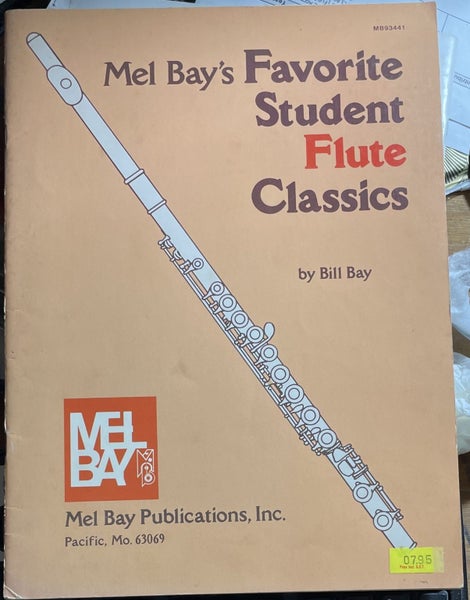 MB93441
Mel Bay's Favorite
Student
Flute
Classics
by Bill Bay
MEL
BAY
Mel Bay Publications, Inc.
Pacific, Mo. 63069
0795